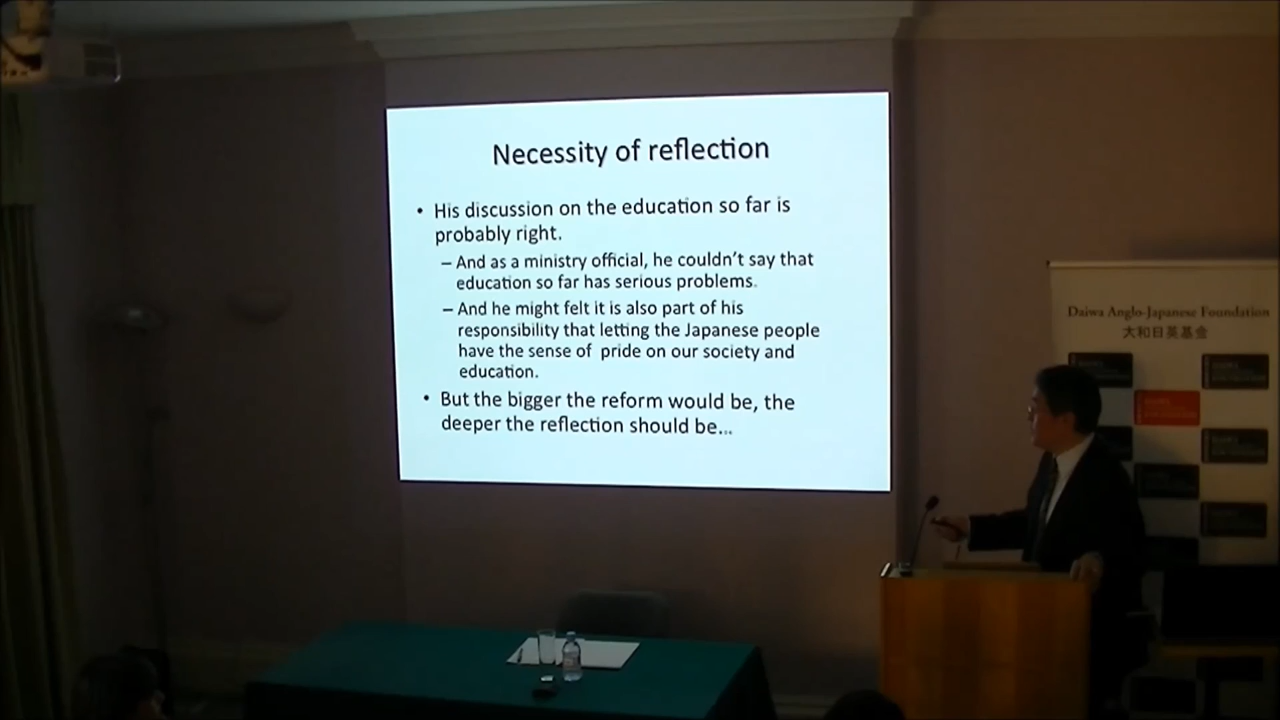 Necessity of reflection
• His discussion on the education so far is
probably right.
– And as a ministry official, he couldn't say that
education so far has serious problems.
– And he might felt it is also part of his
responsibility that letting the Japanese people
have the sense of pride on our society and
education.
• But the bigger the reform would be, the
deeper the reflection should be...
Daiwa Anglo-Japanese Foundation
大和日英基金